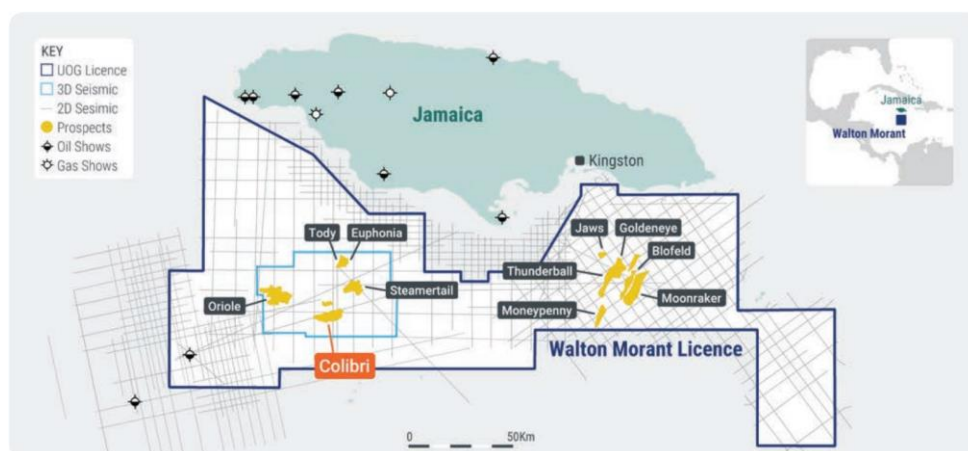 KEY
UOG Licence
3D Seismic
2D Sesimic
Prospects
Oil Shows
Gas Shows
Jamaica
Kingston
Jamaica
Walton Morant
Tody
Euphonia
Steamertail
Oriole
Colibri
Jaws
Goldeneye
Blofeld
Thunderball
Moonraker
Moneypenny
Walton Morant Licence
0
50Km